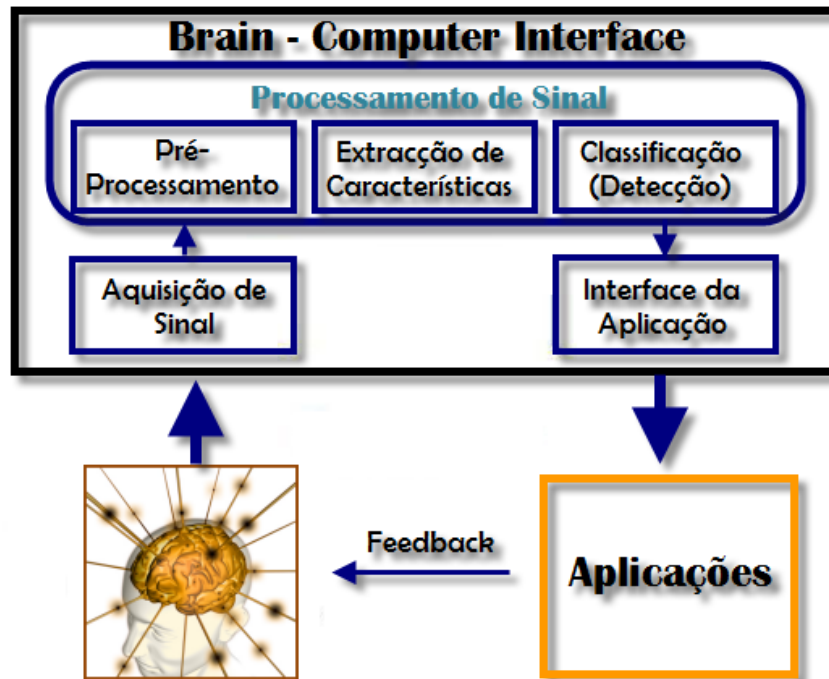 Brain - Computer Interface
Processamento de Sinal
Pré-
Processamento
Extracção de
Características
Classificação
(Detecção)
Aquisição de
Sinal
Interface da
Aplicação
Feedback
Aplicações